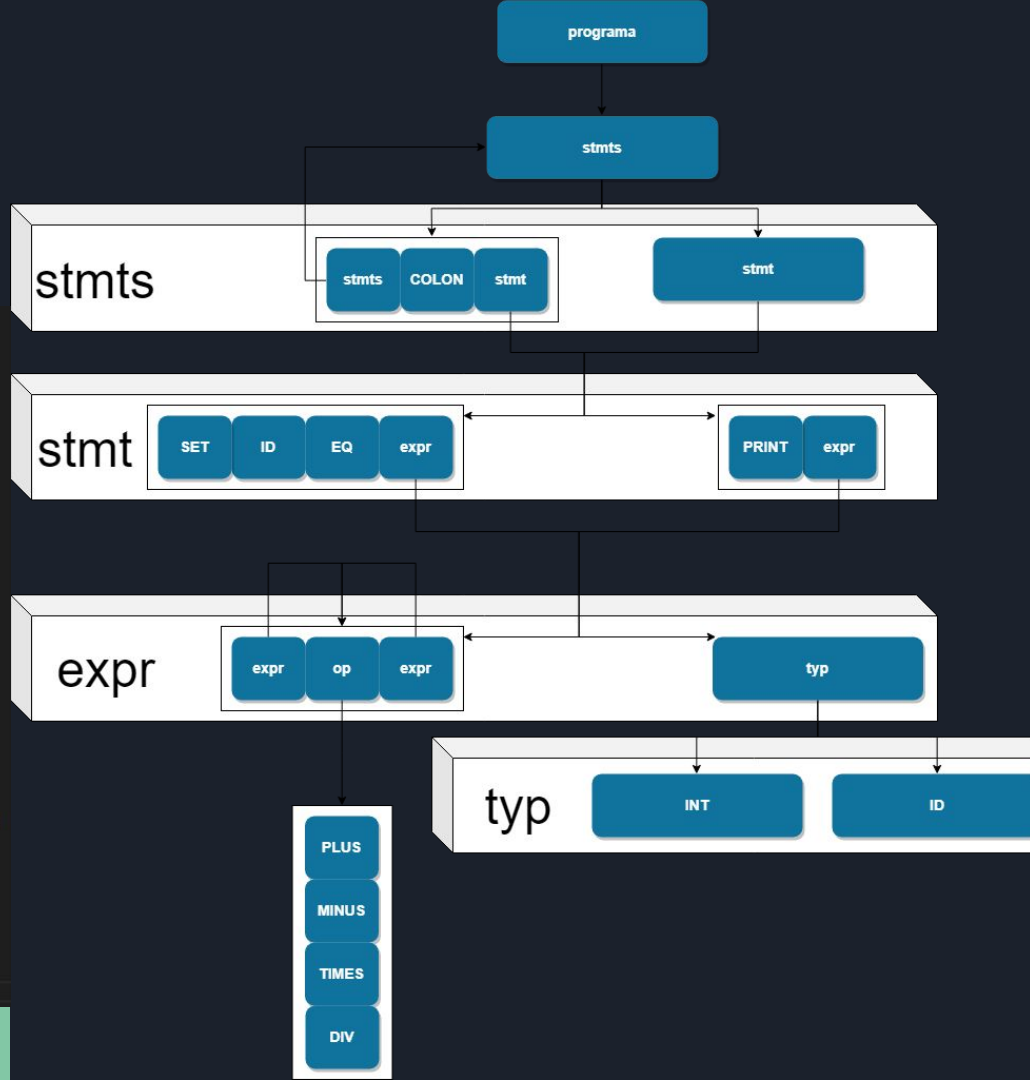 programa
stmts
stmts
stmts COLON stmt
stmt
stmt
SET ID EQ expr
PRINT expr
expr
expr op expr
typ
typ
INT
ID
PLUS
MINUS
TIMES
DIV